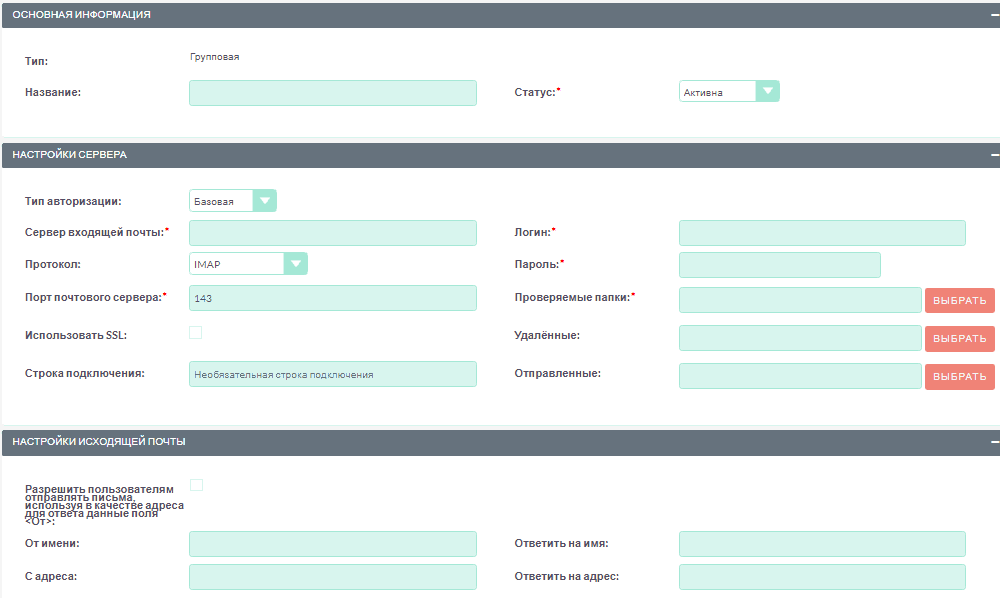 ОСНОВНАЯ ИНФОРМАЦИЯ
Тип: Групповая
Название: Статус:* Активна
НАСТРОЙКИ СЕРВЕРА
Тип авторизации: Базовая
Сервер входящей почты:* Логин:*
Протокол: IMAP Пароль:*
Порт почтового сервера:* 143 Проверяемые папки:* ВЫБРАТЬ
Использовать SSL: Удалённые: ВЫБРАТЬ
Строка подключения: Необязательная строка подключения Отправленные: ВЫБРАТЬ
НАСТРОЙКИ ИСХОДЯЩЕЙ ПОЧТЫ
Разрешить пользователям
отправлять письма,
используя в качестве адреса
для ответа данные поля
<От>:
От имени: Ответить на имя:
С адреса: Ответить на адрес: